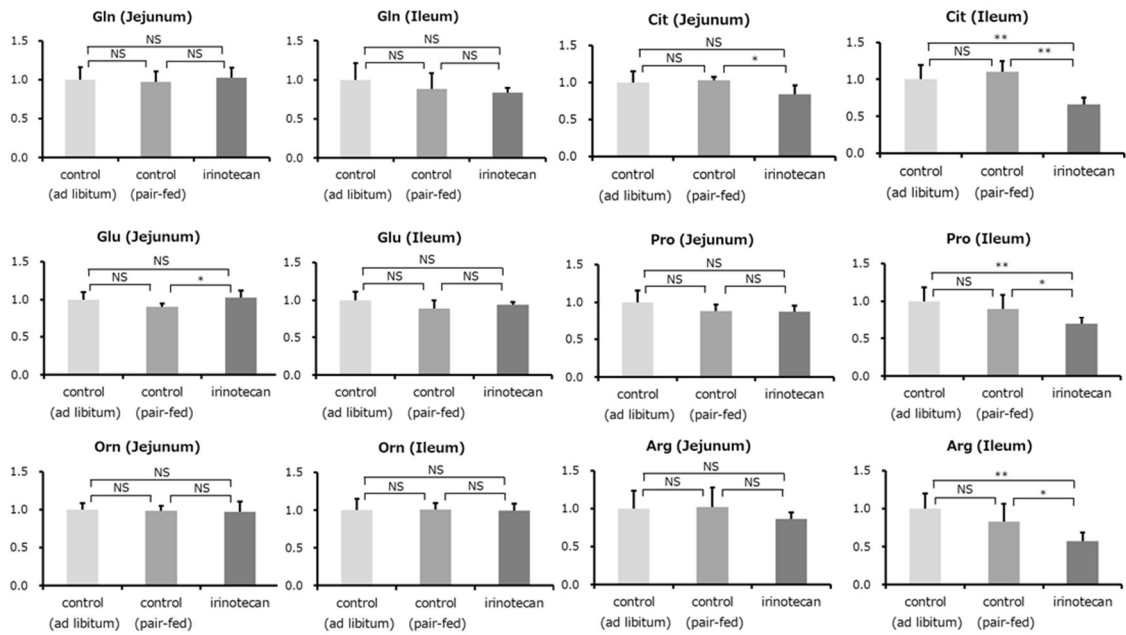 Gln (Jejunum)
NS
NS
NS
1.5
1.0
0.5
0.0
control
(ad libitum)
control
(pair-fed)
irinotecan
Gln (Ileum)
NS
NS
NS
1.5
1.0
0.5
0.0
control
(ad libitum)
control
(pair-fed)
irinotecan
Cit (Jejunum)
NS
NS
*
1.5
1.0
0.5
0.0
control
(ad libitum)
control
(pair-fed)
irinotecan
Cit (Ileum)
**
NS
**
1.5
1.0
0.5
0.0
control
(ad libitum)
control
(pair-fed)
irinotecan
Glu (Jejunum)
NS
NS
*
1.5
1.0
0.5
0.0
control
(ad libitum)
control
(pair-fed)
irinotecan
Glu (Ileum)
NS
NS
NS
1.5
1.0
0.5
0.0
control
(ad libitum)
control
(pair-fed)
irinotecan
Pro (Jejunum)
NS
NS
NS
1.5
1.0
0.5
0.0
control
(ad libitum)
control
(pair-fed)
irinotecan
Pro (Ileum)
**
NS
*
1.5
1.0
0.5
0.0
control
(ad libitum)
control
(pair-fed)
irinotecan
Orn (Jejunum)
NS
NS
NS
1.5
1.0
0.5
0.0
control
(ad libitum)
control
(pair-fed)
irinotecan
Orn (Ileum)
NS
NS
NS
1.5
1.0
0.5
0.0
control
(ad libitum)
control
(pair-fed)
irinotecan
Arg (Jejunum)
NS
NS
NS
1.5
1.0
0.5
0.0
control
(ad libitum)
control
(pair-fed)
irinotecan
Arg (Ileum)
**
NS
*
1.5
1.0
0.5
0.0
control
(ad libitum)
control
(pair-fed)
irinotecan